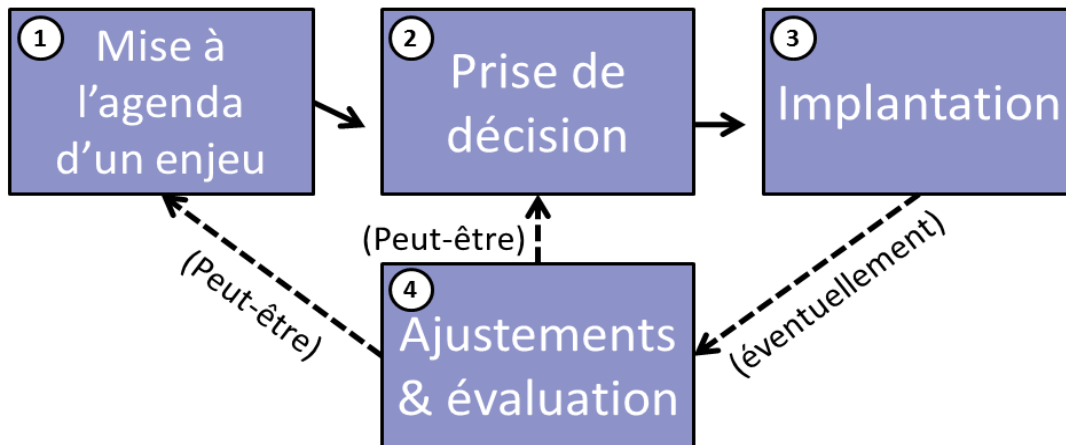 1
Mise à
l’agenda
d’un enjeu
2
Prise de
décision
3
Implantation
(Peut-être)
(Peut-être)
(éventuellement)
4
Ajustements
& évaluation